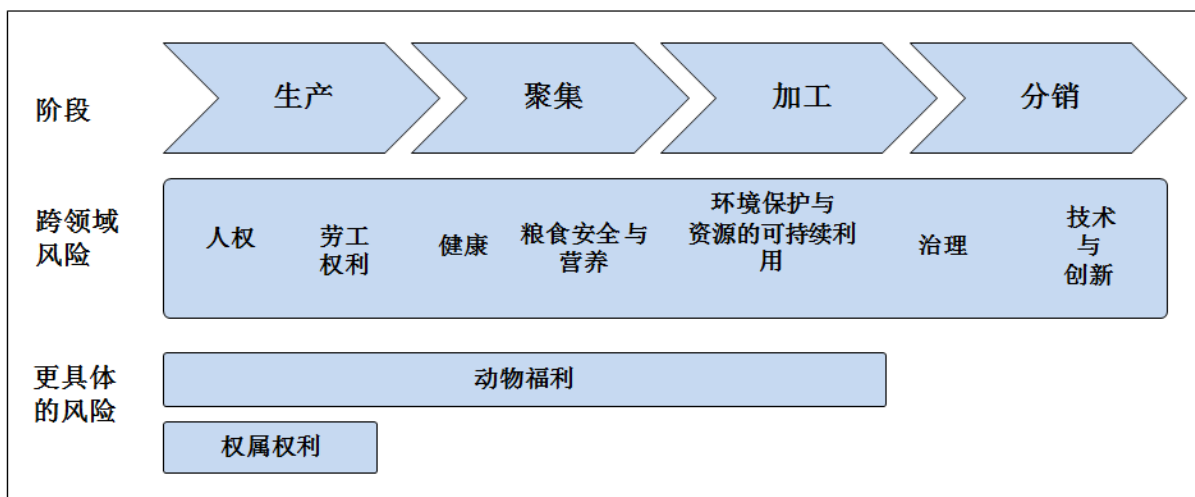 阶段
生产
聚集
加工
分销
跨领域
风险
人权
劳工
权利
健康
粮食安全与
营养
环境保护与
资源的可持续利
用
治理
技术
与
创新
更具体
的风险
动物福利
权属权利